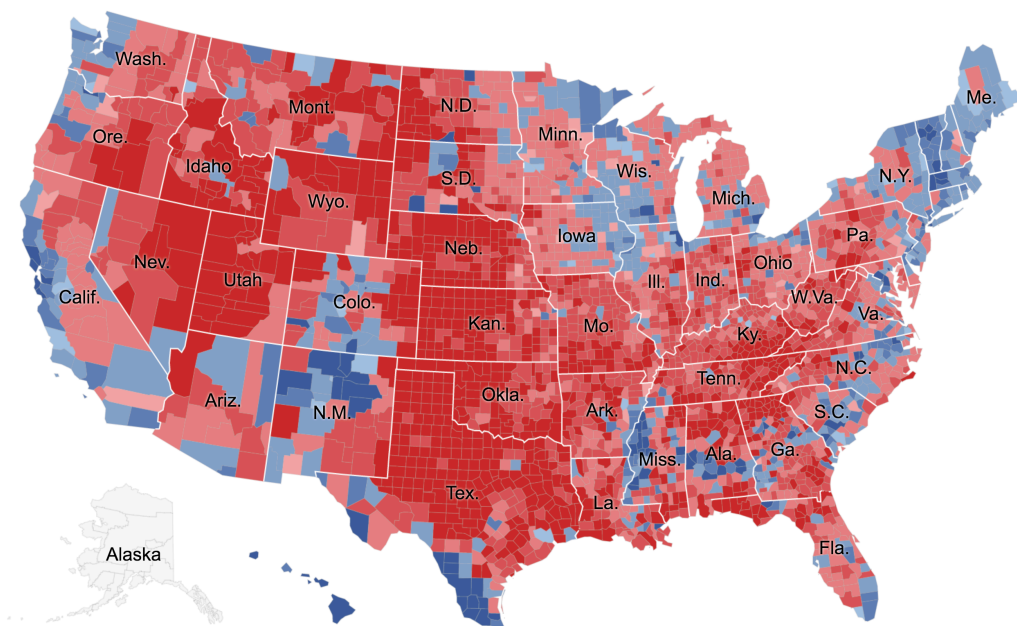 Wash.
Mont.
N.D.
Minn.
Me.
Ore.
Idaho
S.D.
Wis.
N.Y.
Mich.
Wyo.
Neb.
Iowa
Pa.
Nev.
Utah
Colo.
Ill.
Ind.
Ohio
Calif.
W.Va.
Va.
Kan.
Mo.
Ky.
N.C.
Tenn.
Ariz.
N.M.
Okla.
Ark.
S.C.
Miss.
Ala.
Ga.
Tex.
La.
Alaska
Fla.